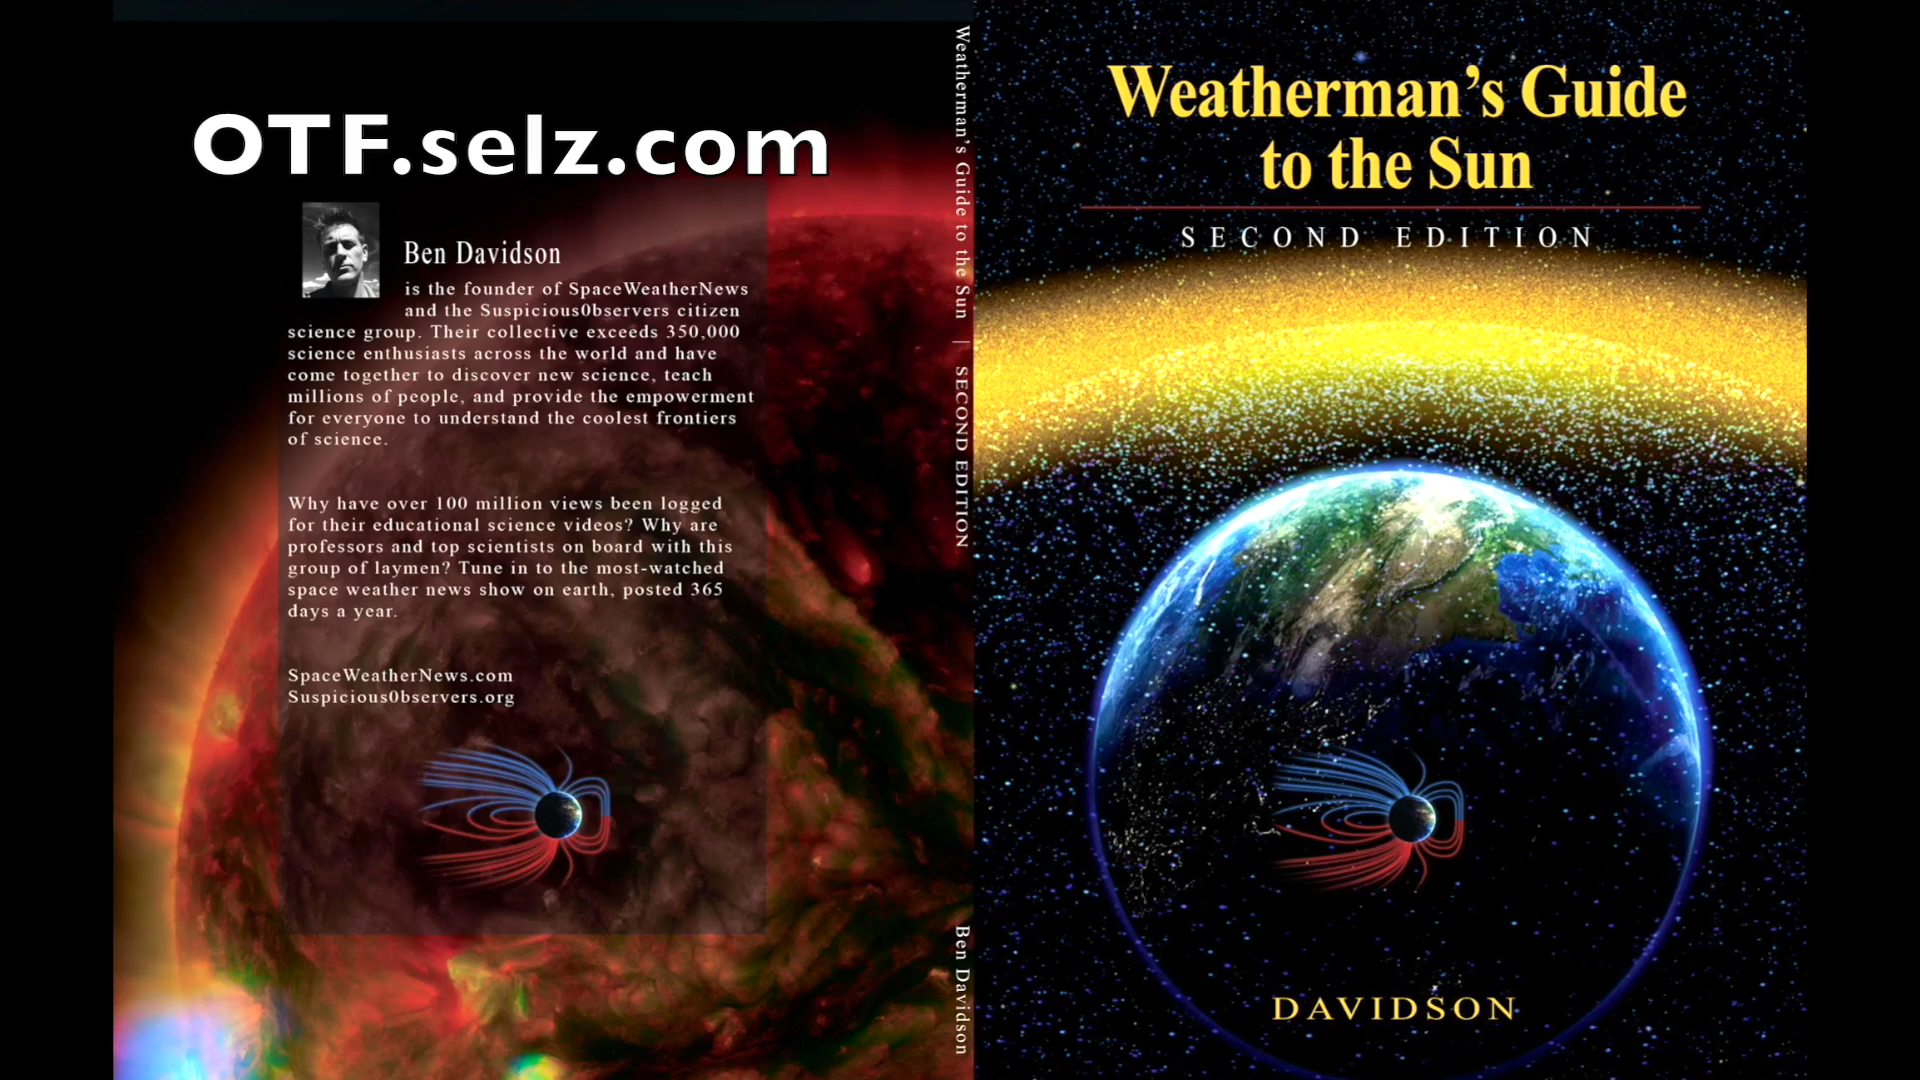 OTF.selz.com
Ben Davidson
is the founder of SpaceWeatherNews
and the Suspicious0bservers citizen
science group. Their collective exceeds 350,000
science enthusiasts across the world and have
come together to discover new science, teach
millions of people, and provide the empowerment
for everyone to understand the coolest frontiers
of science.
Why have over 100 million views been logged
for their educational science videos? Why are
professors and top scientists on board with this
group of laymen? Tune in to the most-watched
space weather news show on earth, posted 365
days a year.
SpaceWeatherNews.com
Suspicious0bservers.org
Weatherman's Guide to the Sun | SECOND EDITION Ben Davidson
Weatherman's Guide
to the Sun
SECOND EDITION
DAVIDSON